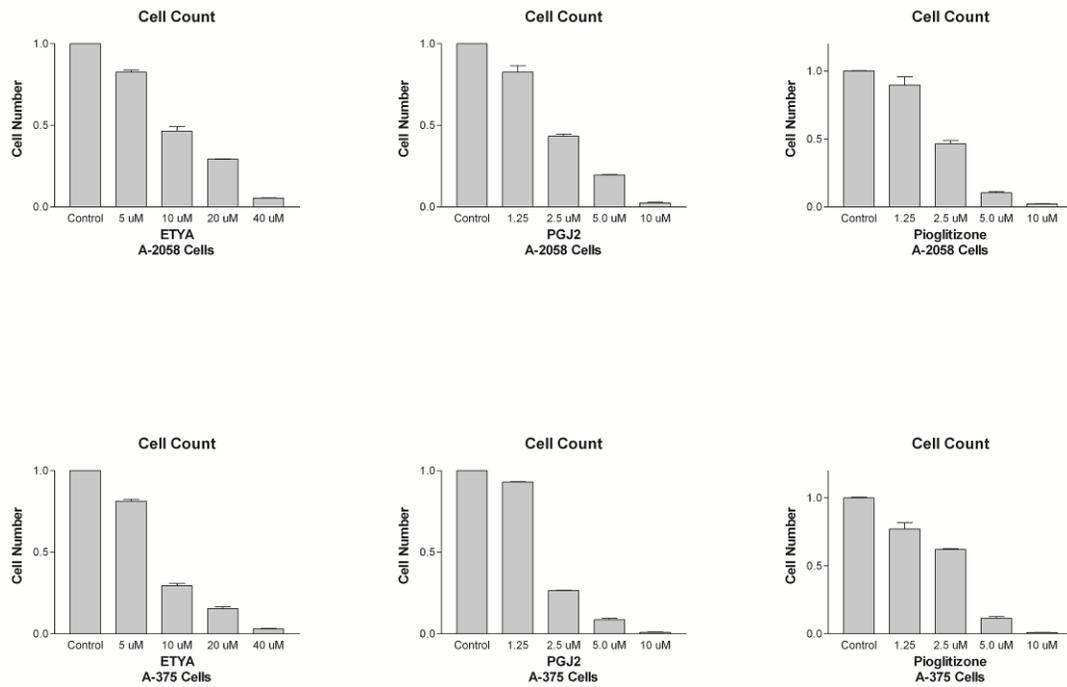 Cell Count
Cell Number
1.0
0.5
0.0
Control 5 uM 10 uM 20 uM 40 uM
ETYA
A-2058 Cells
Cell Count
Cell Number
1.0
0.5
0.0
Control 1.25 2.5 uM 5.0 uM 10 uM
PGJ2
A-2058 Cells
Cell Count
Cell Number
1.0
0.5
0.0
Control 1.25 2.5 uM 5.0 uM 10 uM
Pioglitizone
A-2058 Cells
Cell Count
Cell Number
1.0
0.5
0.0
Control 5 uM 10 uM 20 uM 40 uM
ETYA
A-375 Cells
Cell Count
Cell Number
1.0
0.5
0.0
Control 1.25 2.5 uM 5.0 uM 10 uM
PGJ2
A-375 Cells
Cell Count
Cell Number
1.0
0.5
0.0
Control 1.25 2.5 uM 5.0 uM 10 uM
Pioglitizone
A-375 Cells